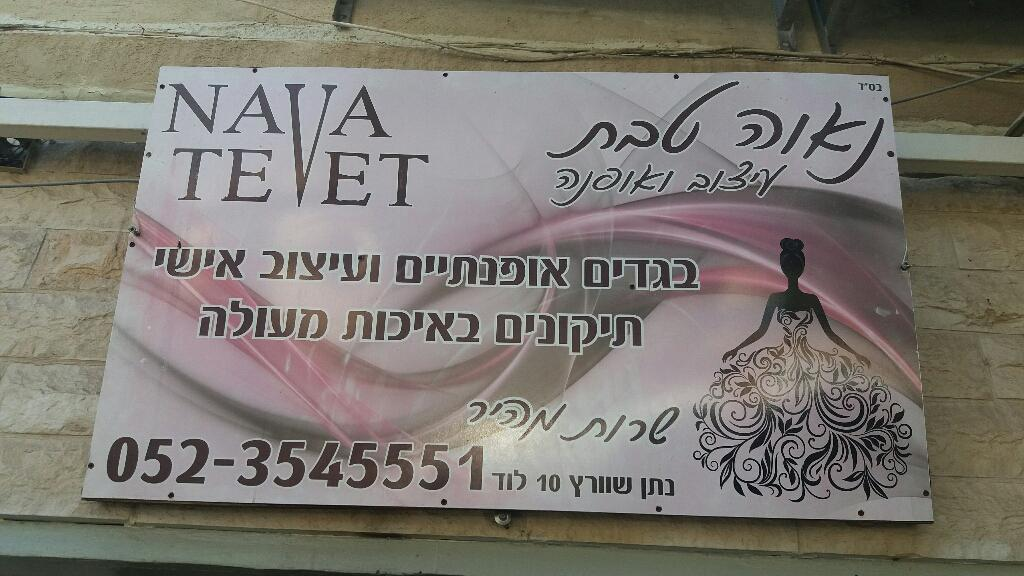 בס"ד
NAVA
TEVET
נאוה טבת
עיצוב ואופנה
בגדים אופנתיים ועיצוב אישי
תיקונים באיכות מעולה
שרות מהיר
052-3545551
נתן שוורץ 10 לוד